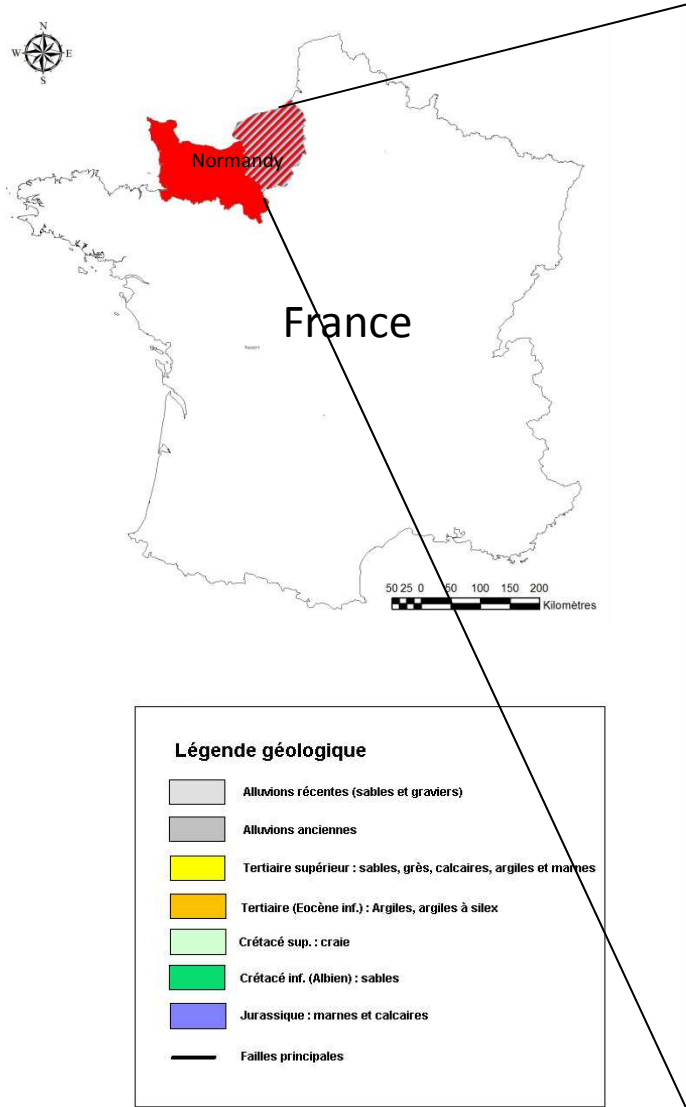 N
W E
S
Normandy
France
50 25 0 50 100 150 200
Kilomètres
Légende géologique
Alluvions récentes (sables et graviers)
Alluvions anciennes
Tertiaire supérieur : sables, grès, calcaires, argiles et marnes
Tertiaire (Eocène inf.) : Argiles, argiles à silex
Crétacé sup. : craie
Crétacé inf. (Albien) : sables
Jurassique : marnes et calcaires
Failles principales